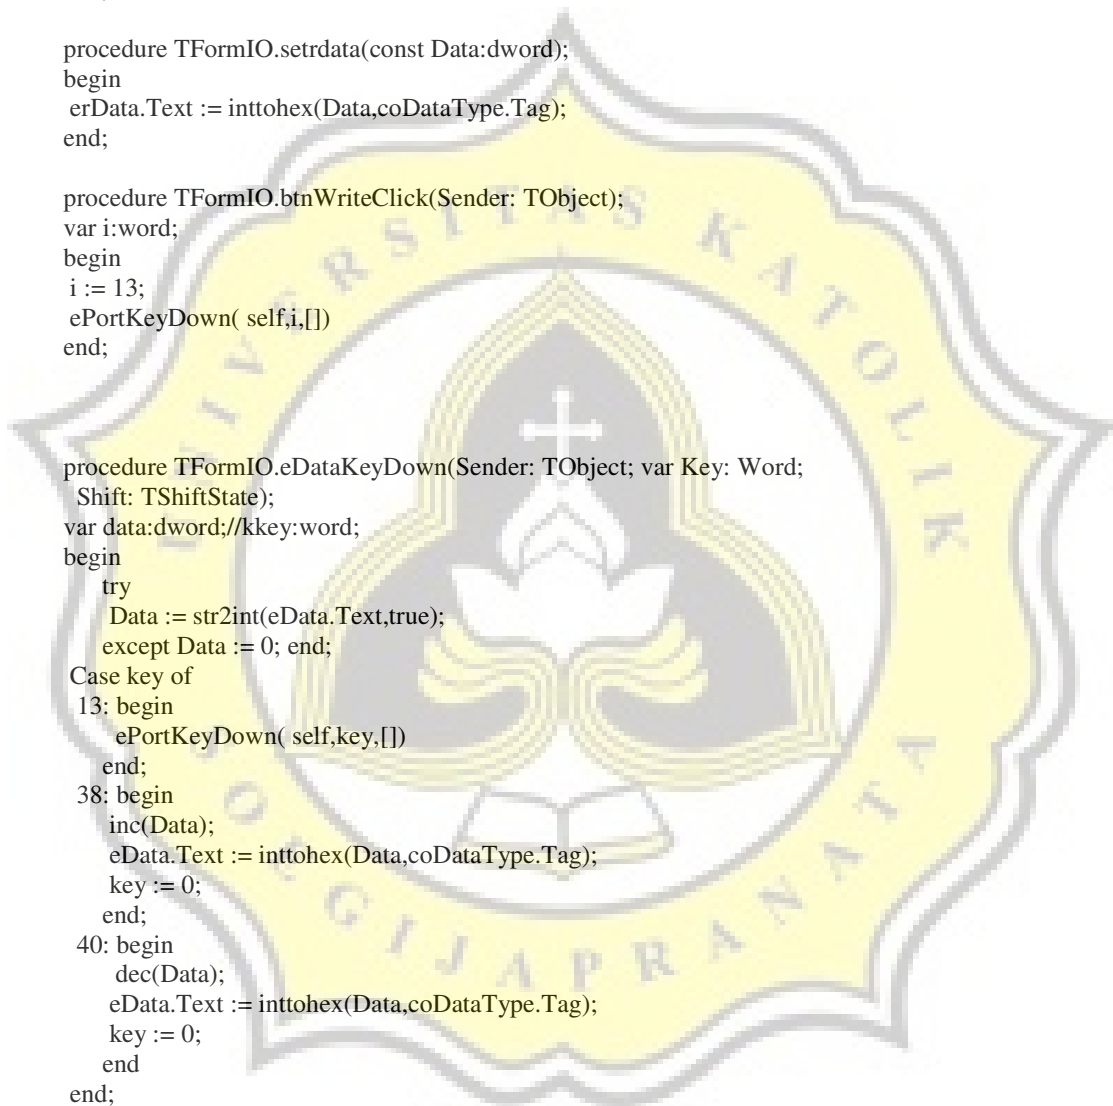 procedure TFormIO.setrdata(const Data:dword);
begin
erData.Text := inttohex(Data,coDataType.Tag);
end;
procedure TFormIO.btnWriteClick(Sender: TObject);
var i:word;
begin
i := 13;
ePortKeyDown( self,i,[])
end;
procedure TFormIO.eDataKeyDown(Sender: TObject; var Key: Word;
Shift: TShiftState);
var data:dword;//kkey:word;
begin
try
Data := str2int(eData.Text,true);
except Data := 0; end;
Case key of
13: begin
ePortKeyDown( self,key,[])
end;
38: begin
inc(Data);
eData.Text := inttohex(Data,coDataType.Tag);
key := 0;
end;
40: begin
dec(Data);
eData.Text := inttohex(Data,coDataType.Tag);
key := 0;
end
end;
UNIVERSITAS KATOLIK
SOEGIJAPRANATA